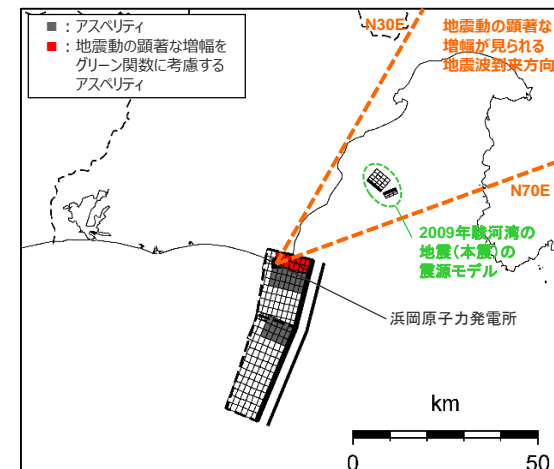 ■ : アスペリティ
■ : 地震動の顕著な増幅を
グリーン関数に考慮する
アスペリティ
N30E
地震動の顕著な
増幅が見られる
地震波到来方向
N70E
2009年駿河湾の
地震(本震)の
震源モデル
浜岡原子力発電所
km
0
50